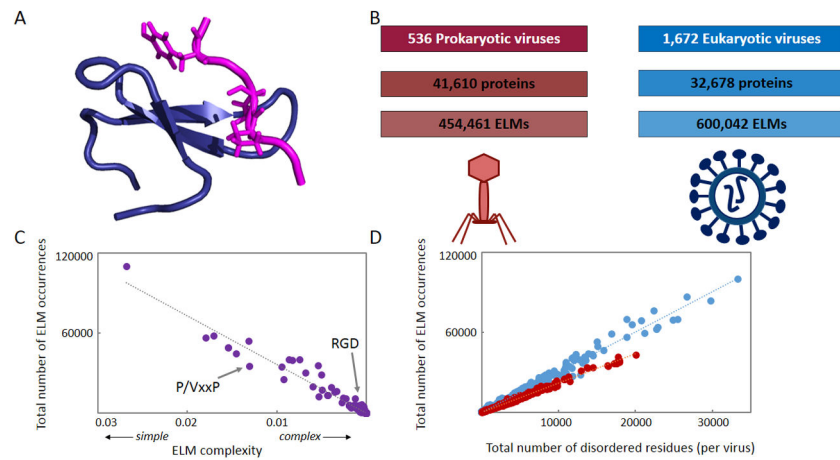 A
B
536 Prokaryotic viruses
1,672 Eukaryotic viruses
41,610 proteins
32,678 proteins
454,461 ELMs
600,042 ELMs
C
Total number of ELM occurrences
120000
60000
RGD
P/VxxP
0.03
0.02
0.01
simple
complex
ELM complexity
D
Total number of ELM occurrences
120000
60000
10000
20000
30000
Total number of disordered residues (per virus)